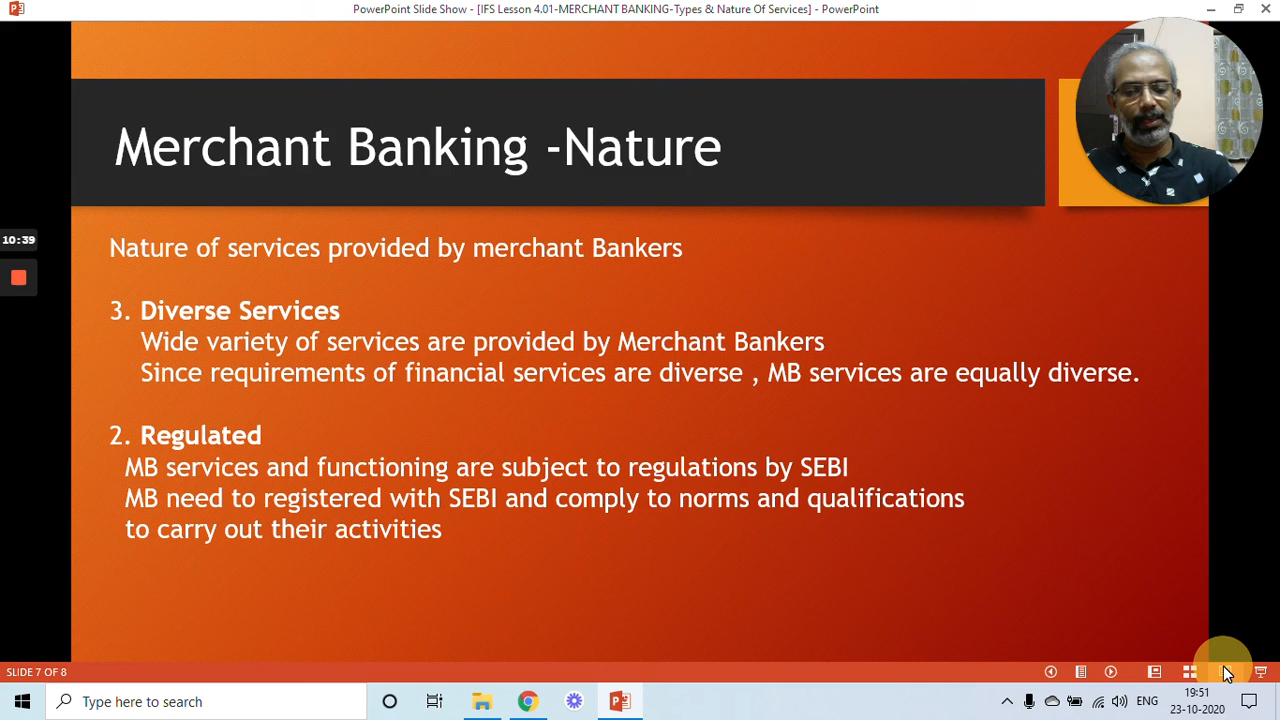 PowerPoint Slide Show - [IFS Lesson 4.01-MERCHANT BANKING-Types & Nature Of Services] - PowerPoint
Merchant Banking -Nature
10:39
Nature of services provided by merchant Bankers
3. Diverse Services
Wide variety of services are provided by Merchant Bankers
Since requirements of financial services are diverse , MB services are equally diverse.
2. Regulated
MB services and functioning are subject to regulations by SEBI
MB need to registered with SEBI and comply to norms and qualifications
to carry out their activities
SLIDE 7 OF 8
Type here to search
ENG
19:51
23-10-2020